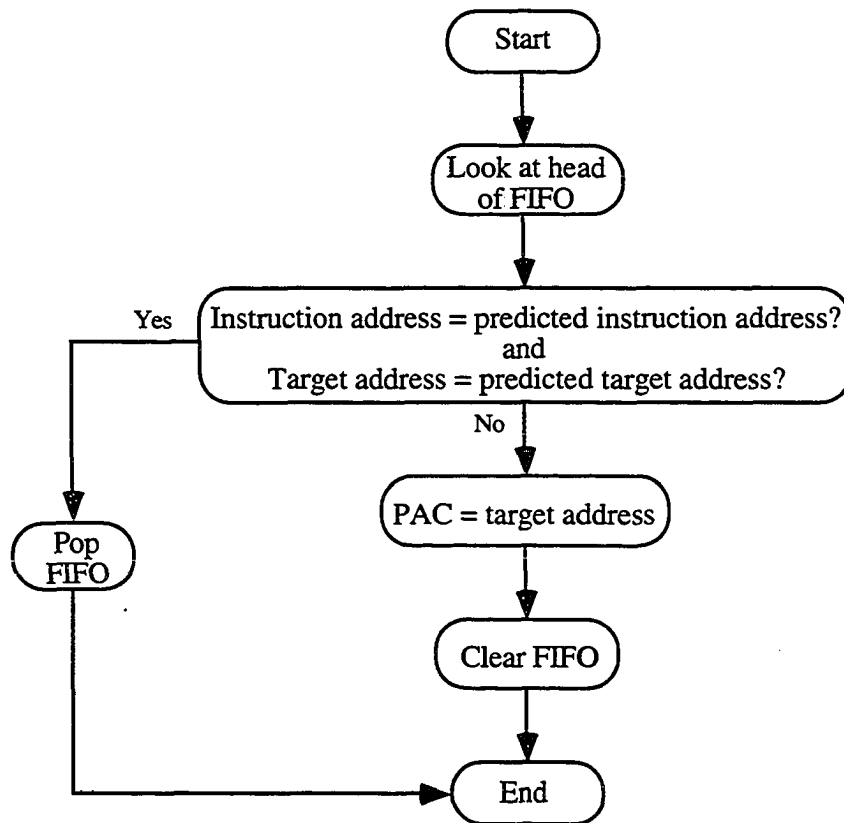 Start
Look at head
of FIFO
Instruction address = predicted instruction address?
and
Target address = predicted target address?
Yes
No
PAC = target address
Pop
FIFO
Clear FIFO
End